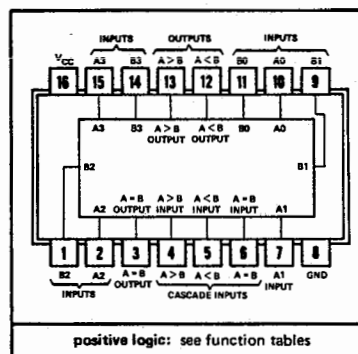 INPUTS OUTPUTS INPUTS
VCC A3 B3 A>B A<B B0 A0 B1
16 15 14 13 12 11 10 9
A3 B3 A>B A<B B0 A0
OUTPUT OUTPUT
B2 B1
A=B A>B A<B A=B
A2 OUTPUT INPUT INPUT INPUT A1
1 2 3 4 5 6 7 8
B2 A2 A=B A>B A<B A=B A1 GND
INPUTS OUTPUT CASCADE INPUTS INPUT
positive logic: see function tables